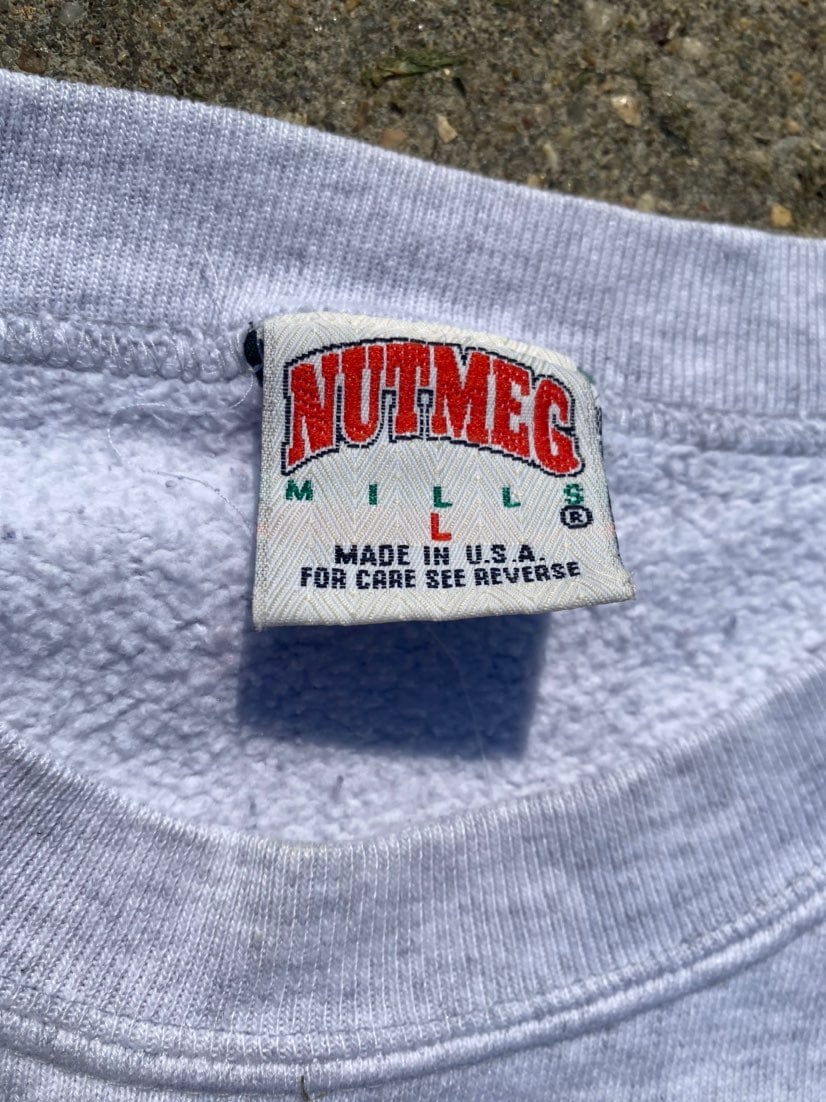 NUTMEG
MILLS
®
L
MADE IN U.S.A.
FOR CARE SEE REVERSE